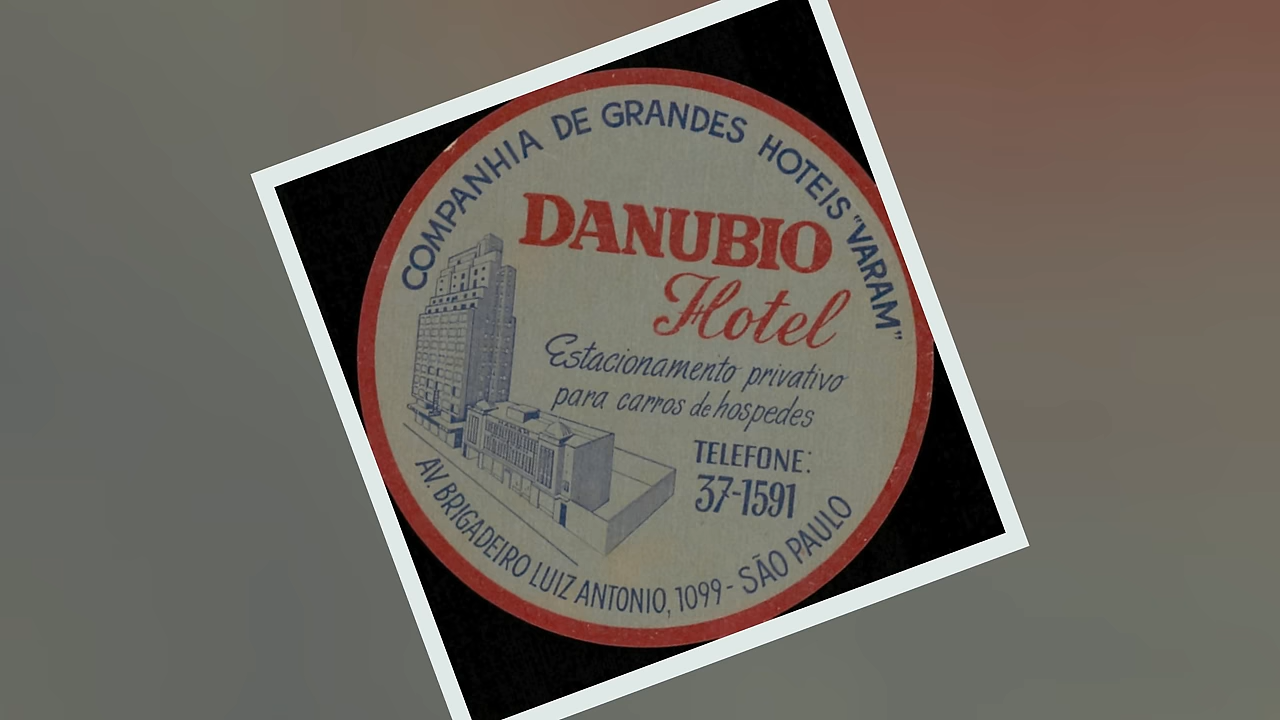 COMPANHIA DE GRANDES HOTEIS "VARAM"
DANUBIO
Hotel
Estacionamento privativo
para carros de hospedes
TELEFONE:
37-1591
AV. BRIGADEIRO LUIZ ANTONIO, 1099 - SÃO PAULO